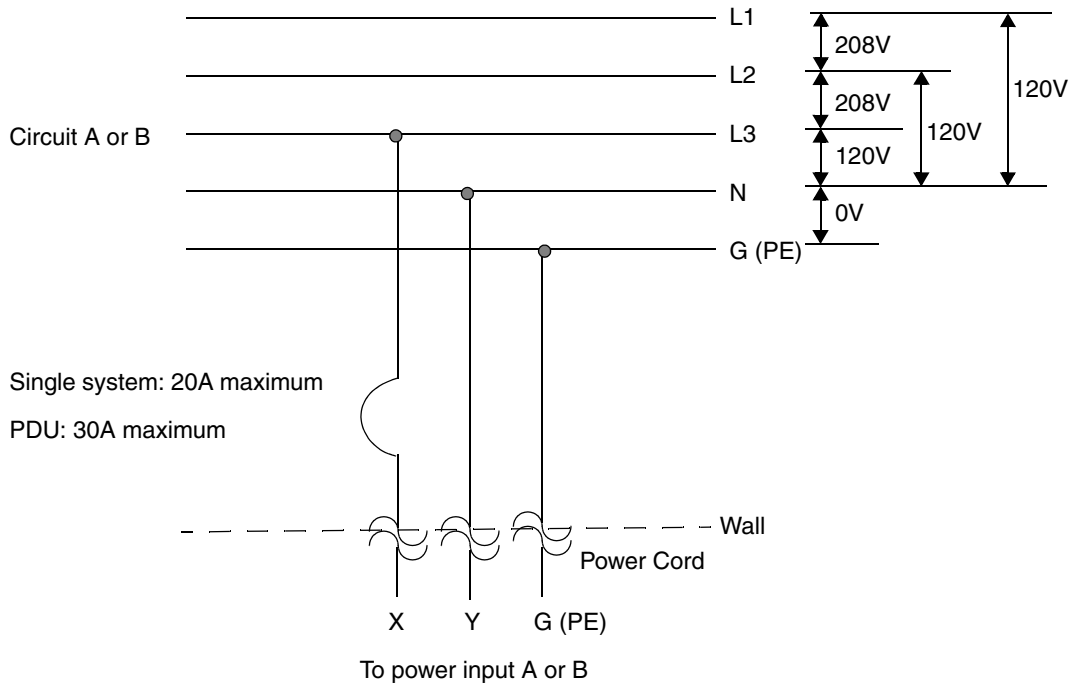 L1
208V
L2
120V
208V
Circuit A or B
L3
120V
120V
N
0V
G (PE)
Single system: 20A maximum
PDU: 30A maximum
Wall
Power Cord
X Y G (PE)
To power input A or B